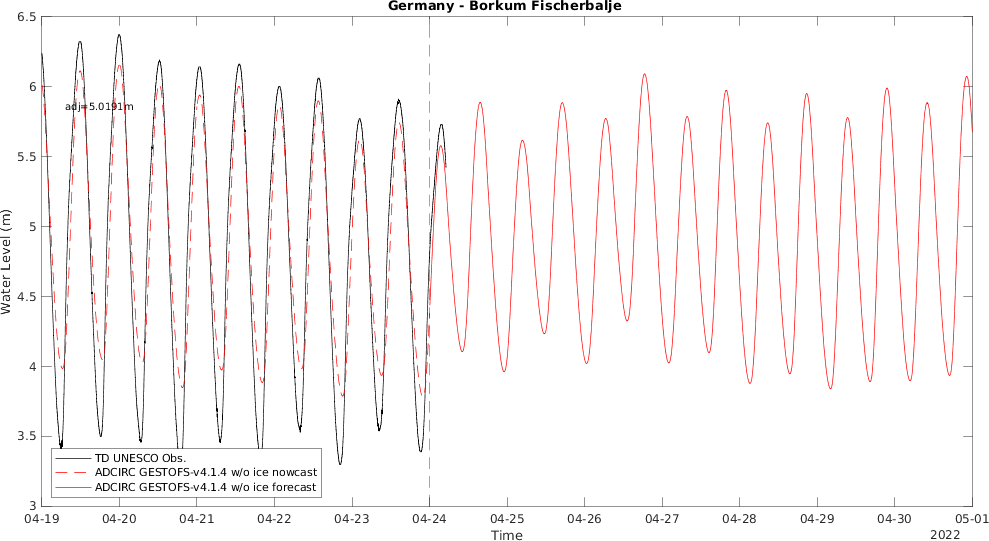 Germany - Borkum Fischerbalje
6.5
6
5.5
5
4.5
4
3.5
3
Water Level (m)
adj=5.0191m
TD UNESCO Obs.
ADCIRC GESTOFS-v4.1.4 w/o ice nowcast
ADCIRC GESTOFS-v4.1.4 w/o ice forecast
04-19 04-20 04-21 04-22 04-23 04-24 04-25 04-26 04-27 04-28 04-29 04-30 05-01
Time
2022